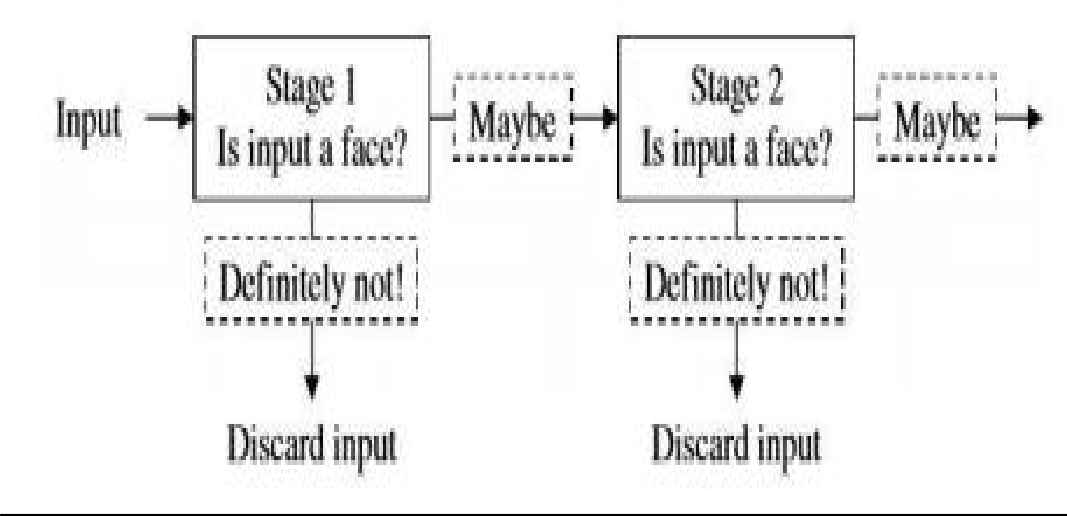 Input
Stage 1
Is input a face?
Maybe
Stage 2
Is input a face?
Maybe
Definitely not!
Definitely not!
Discard input
Discard input